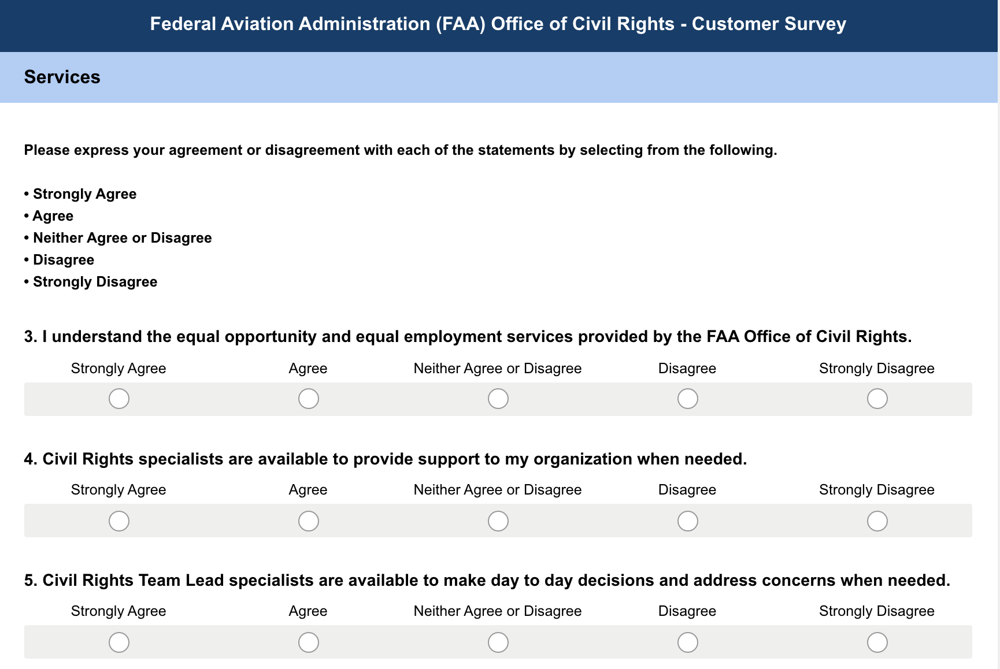 Federal Aviation Administration (FAA) Office of Civil Rights - Customer Survey
Services
Please express your agreement or disagreement with each of the statements by selecting from the following.
• Strongly Agree
• Agree
• Neither Agree or Disagree
• Disagree
• Strongly Disagree
3. I understand the equal opportunity and equal employment services provided by the FAA Office of Civil Rights.
Strongly Agree Agree Neither Agree or Disagree Disagree Strongly Disagree
4. Civil Rights specialists are available to provide support to my organization when needed.
Strongly Agree Agree Neither Agree or Disagree Disagree Strongly Disagree
5. Civil Rights Team Lead specialists are available to make day to day decisions and address concerns when needed.
Strongly Agree Agree Neither Agree or Disagree Disagree Strongly Disagree